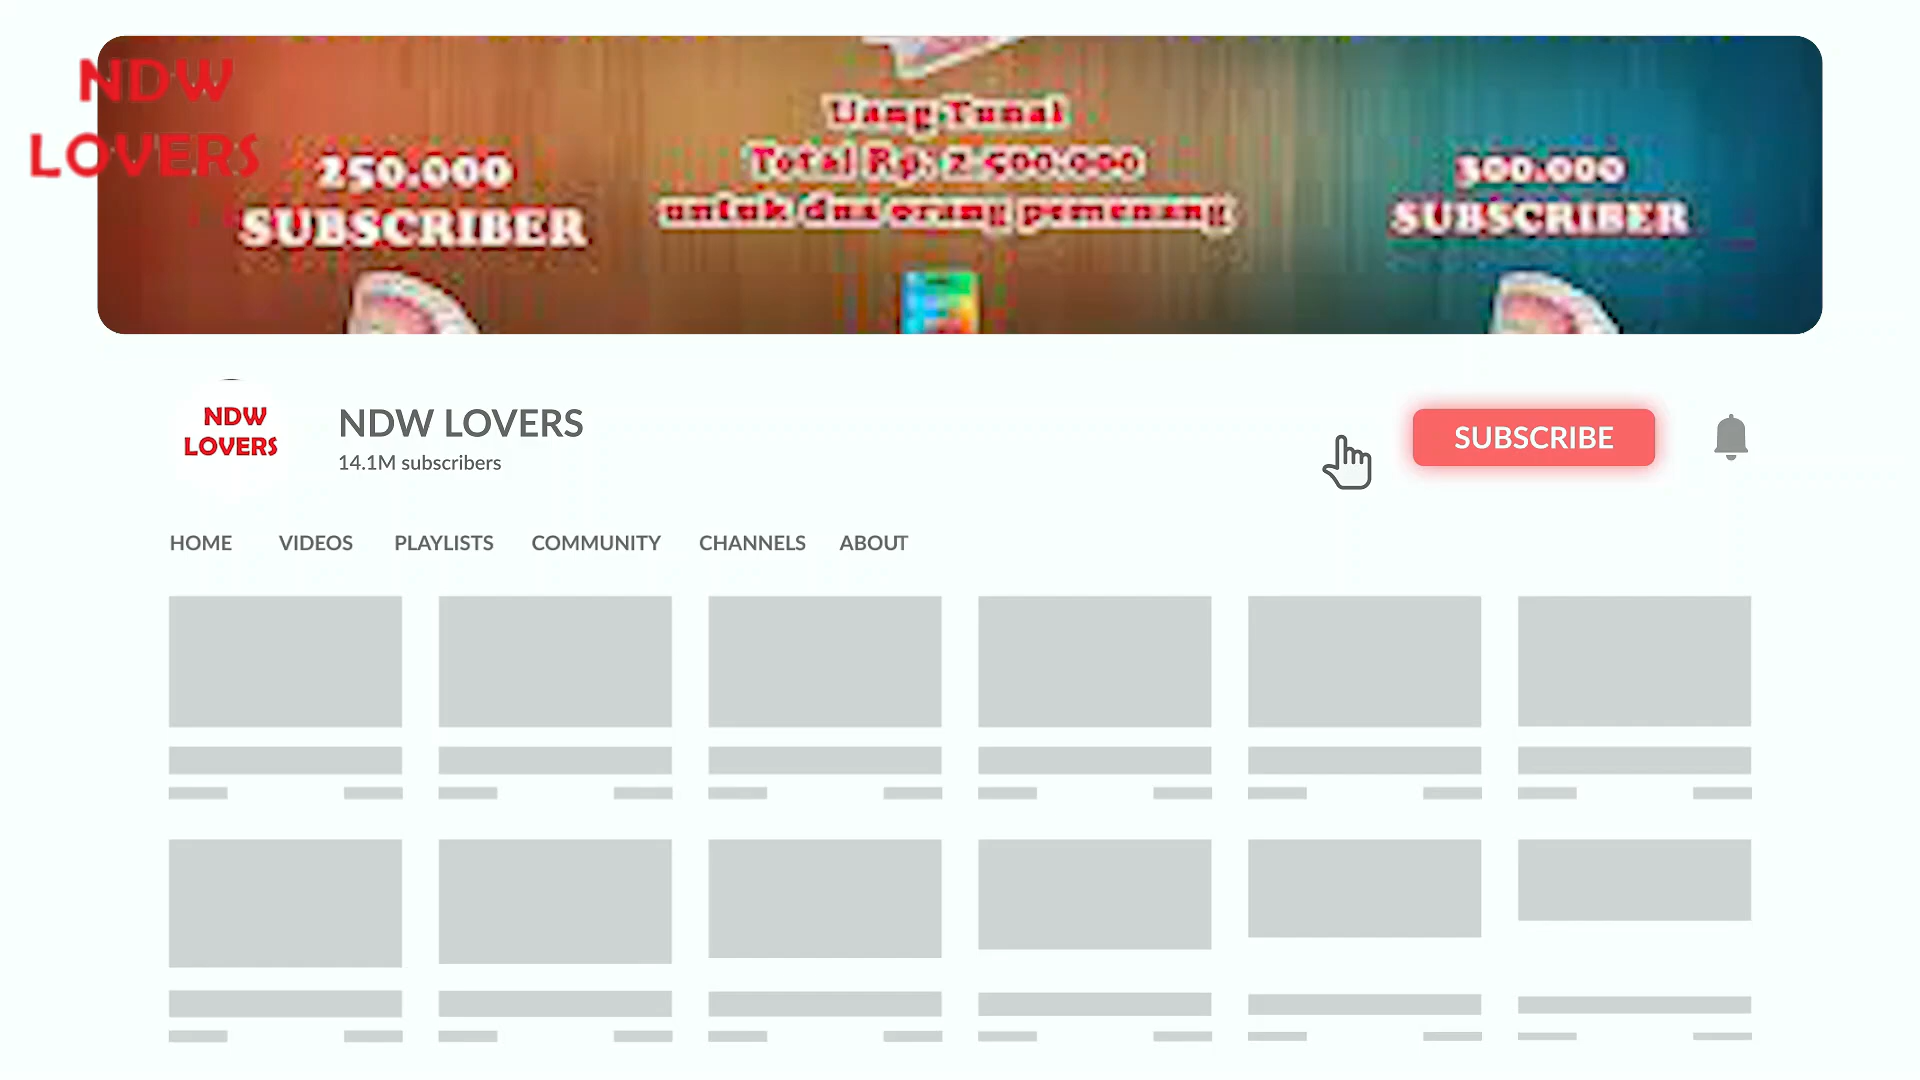 NDW
LOVERS
250.000
SUBSCRIBER
Uang Tunai
Total Rp. 2.500.000
untuk dua orang pemenang
300.000
SUBSCRIBER
NDW
LOVERS
NDW LOVERS
14.1M subscribers
SUBSCRIBE
HOME VIDEOS PLAYLISTS COMMUNITY CHANNELS ABOUT